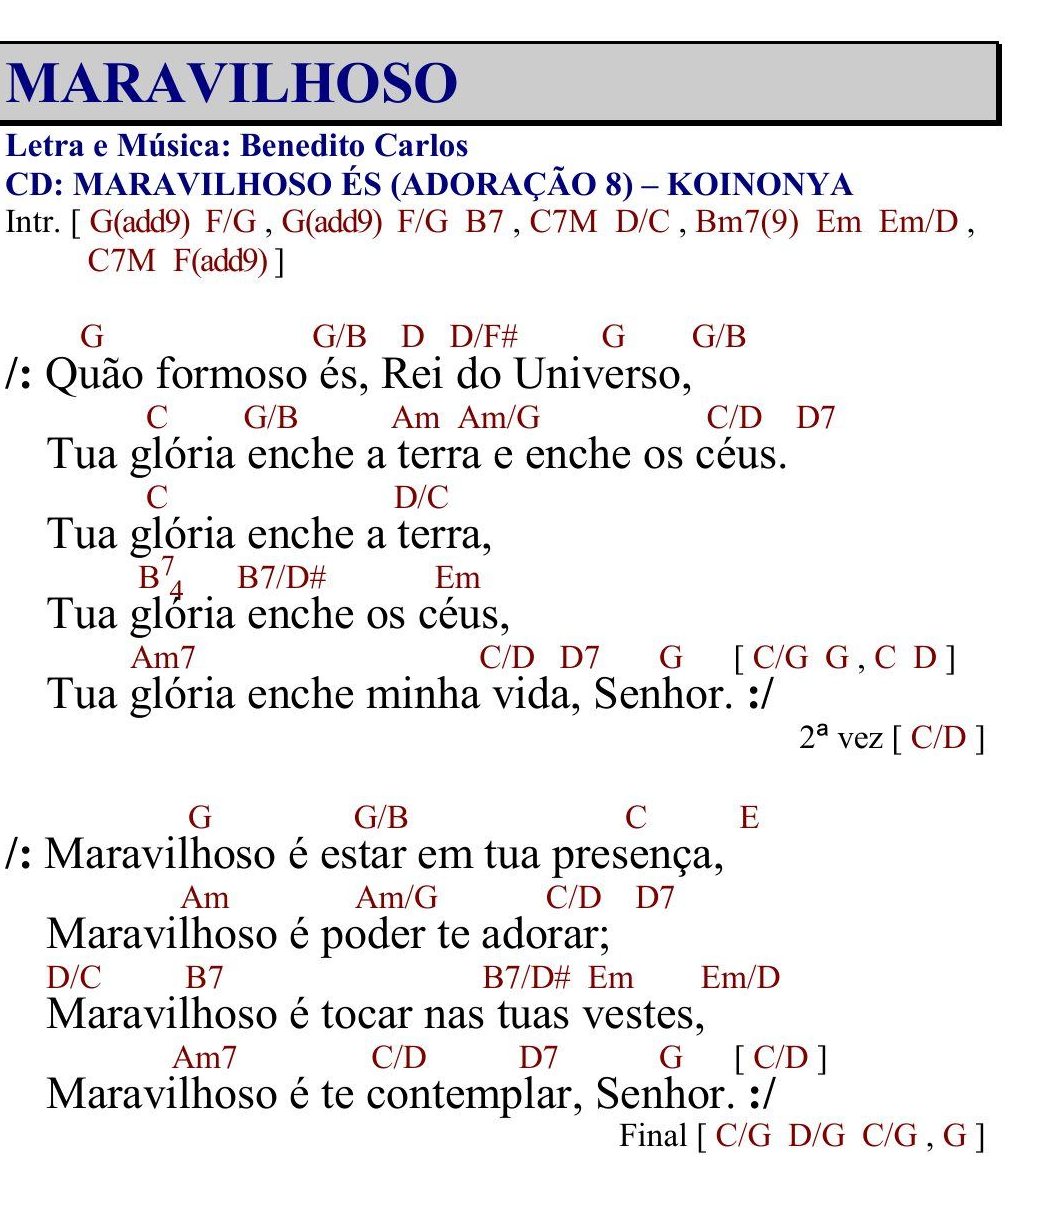 MARAVILHOSO
Letra e Música: Benedito Carlos
CD: MARAVILHOSO ÉS (ADORAÇÃO 8) – KOINONYA
Intr. [ G(add9) F/G , G(add9) F/G B7 , C7M D/C , Bm7(9) Em Em/D ,
C7M F(add9) ]
G G/B D D/F# G G/B
/: Quão formoso és, Rei do Universo,
C G/B Am Am/G C/D D7
Tua glória enche a terra e enche os céus.
C D/C
Tua glória enche a terra,
B7 4 B7/D# Em
Tua glória enche os céus,
Am7 C/D D7 G [ C/G G , C D ]
Tua glória enche minha vida, Senhor. :/
2ª vez [ C/D ]
G G/B C E
/: Maravilhoso é estar em tua presença,
Am Am/G C/D D7
Maravilhoso é poder te adorar;
D/C B7 B7/D# Em Em/D
Maravilhoso é tocar nas tuas vestes,
Am7 C/D D7 G [ C/D ]
Maravilhoso é te contemplar, Senhor. :/
Final [ C/G D/G C/G , G ]